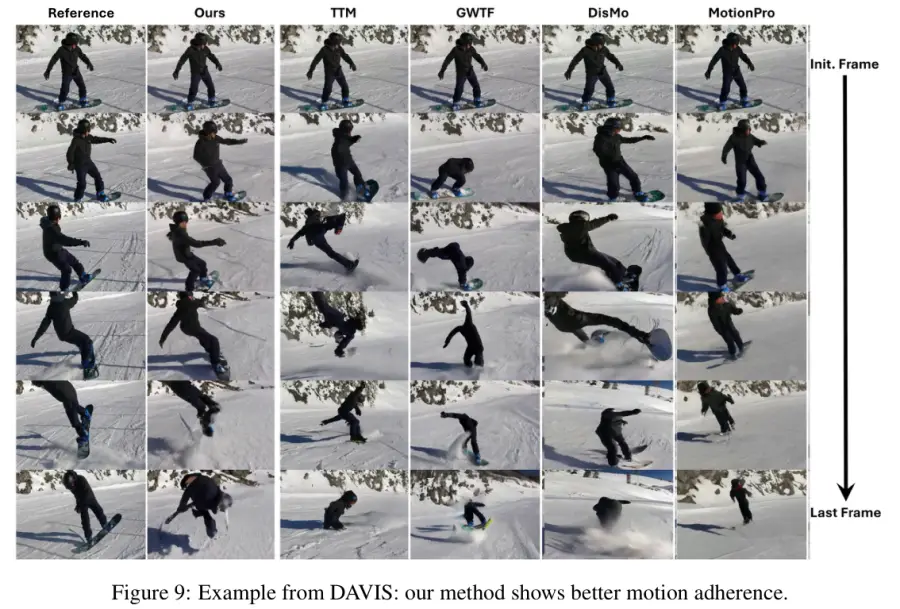 Reference Ours TTM GWTF DisMo MotionPro
Init. Frame
Last Frame
Figure 9: Example from DAVIS: our method shows better motion adherence.